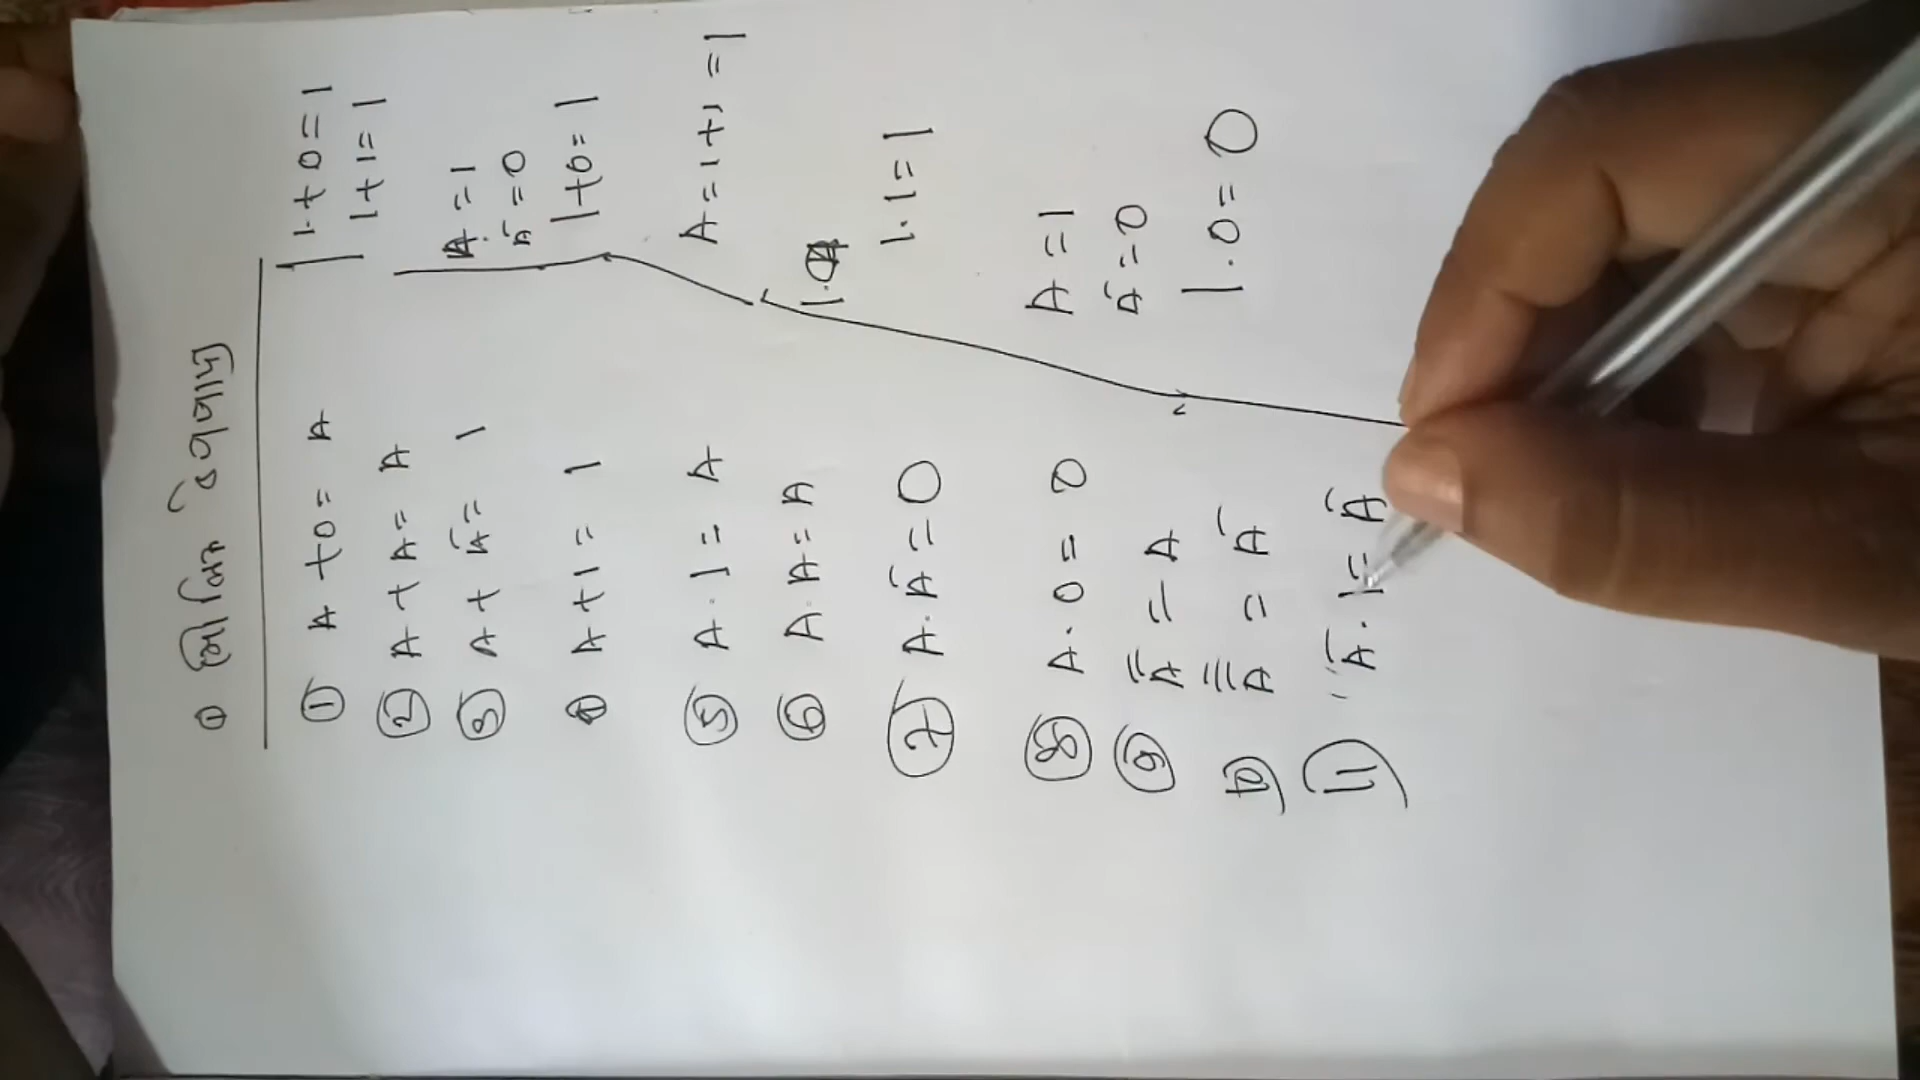 ① মৌলিক উপপাদ্য
① A + 0 = A
② A + A = A
③ A + A̅ = 1
④ A + 1 = 1
⑤ A . 1 = A
⑥ A . A = A
⑦ A . A̅ = 0
⑧ A . 0 = 0
⑨ A̿ = A
⑩ A̿̅ = A̅
⑪ A̅ . 1 = A̅
1 + 0 = 1
1 + 1 = 1
A = 1
A̅ = 0
1 + 0 = 1
A = 1 + 1 = 1
1 . 1 = 1
A = 1
A̅ = 0
1 . 0 = 0